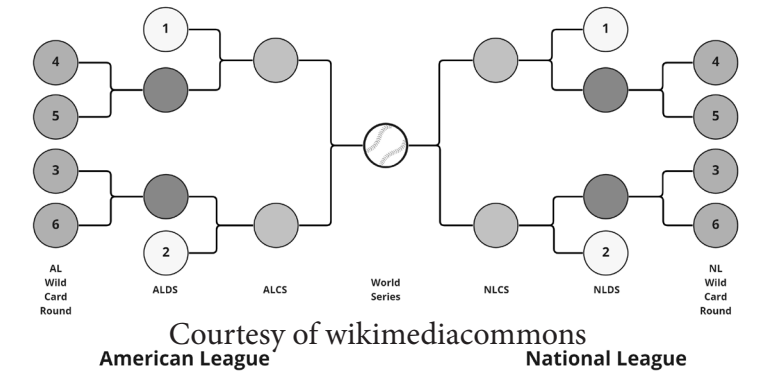 1
1
4
4
5
5
3
3
6
6
2
2
AL
Wild
Card
Round
ALDS
ALCS
World
Series
NLCS
NLDS
NL
Wild
Card
Round
Courtesy of wikimediacommons
American League
National League